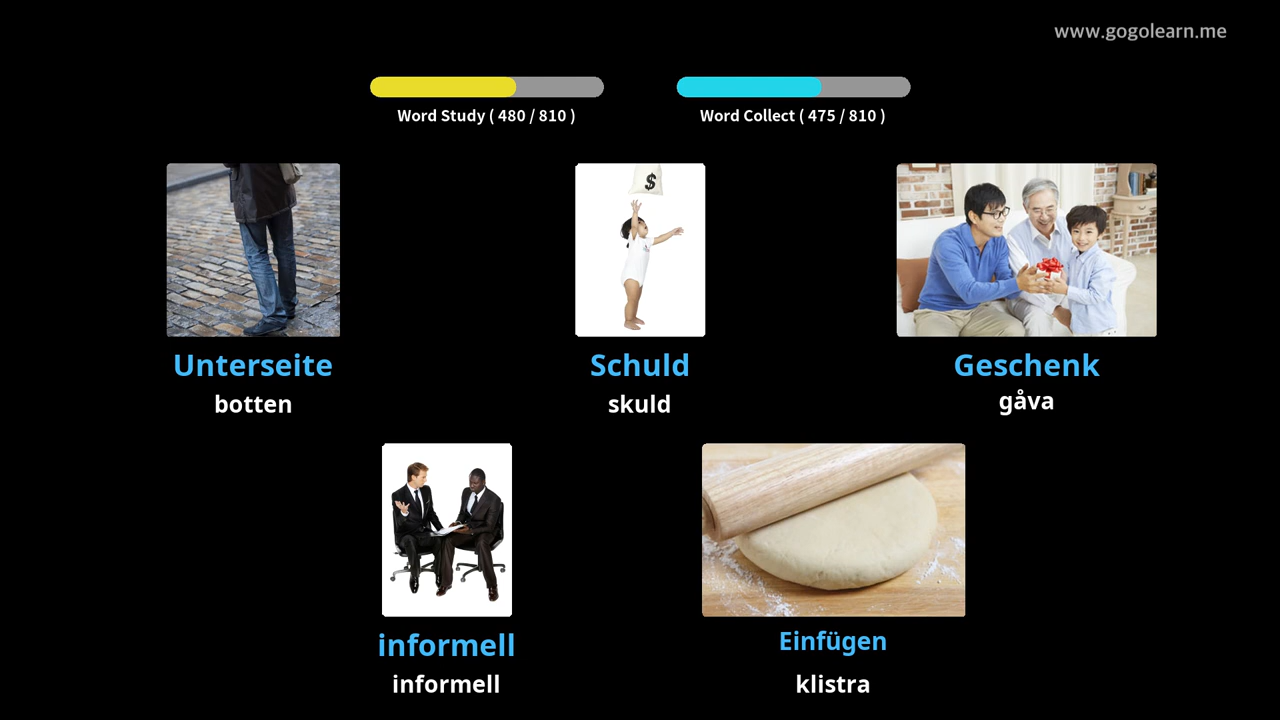 www.gogolearn.me
Word Study ( 480 / 810 )
Word Collect ( 475 / 810 )
$
Unterseite
botten
Schuld
skuld
Geschenk
gåva
informell
informell
Einfügen
klistra